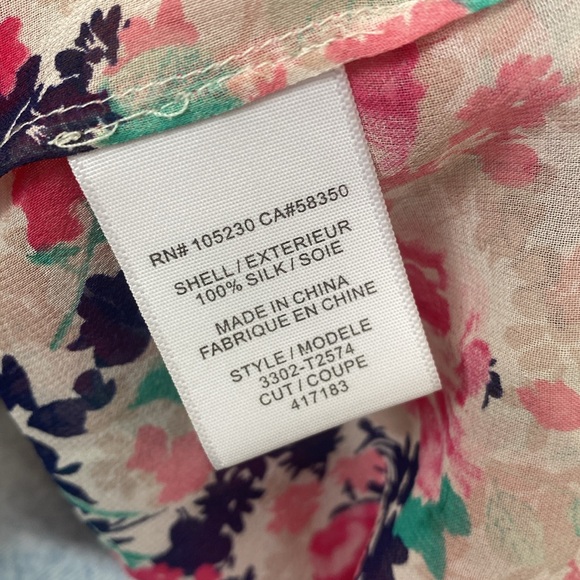 RN# 105230 CA#58350
SHELL / EXTERIEUR
100% SILK / SOIE
MADE IN CHINA
FABRIQUE EN CHINE
STYLE / MODELE
3302-T2574
CUT / COUPE
417183